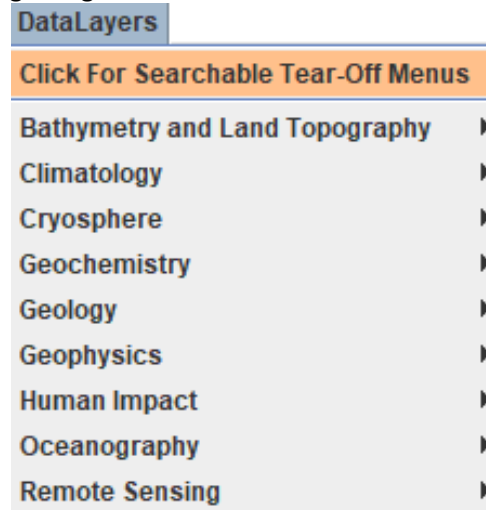 DataLayers
Click For Searchable Tear-Off Menus
Bathymetry and Land Topography
Climatology
Cryosphere
Geochemistry
Geology
Geophysics
Human Impact
Oceanography
Remote Sensing